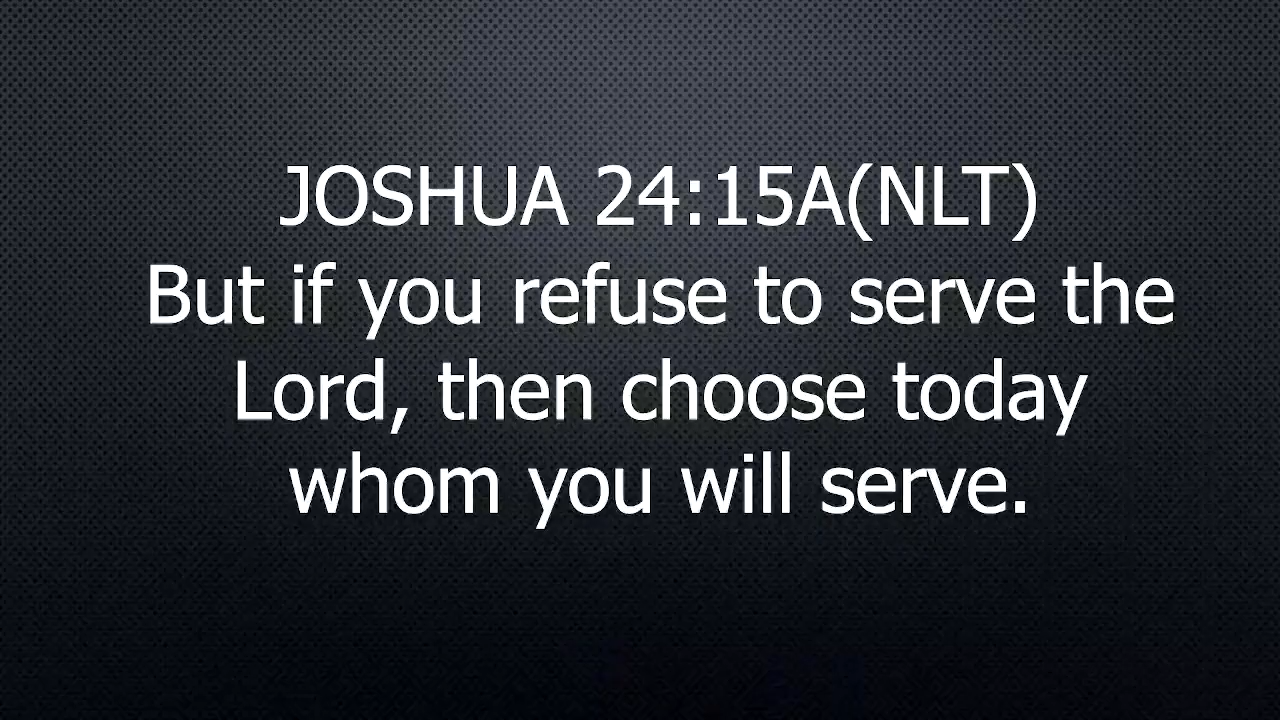 JOSHUA 24:15A(NLT)
But if you refuse to serve the
Lord, then choose today
whom you will serve.